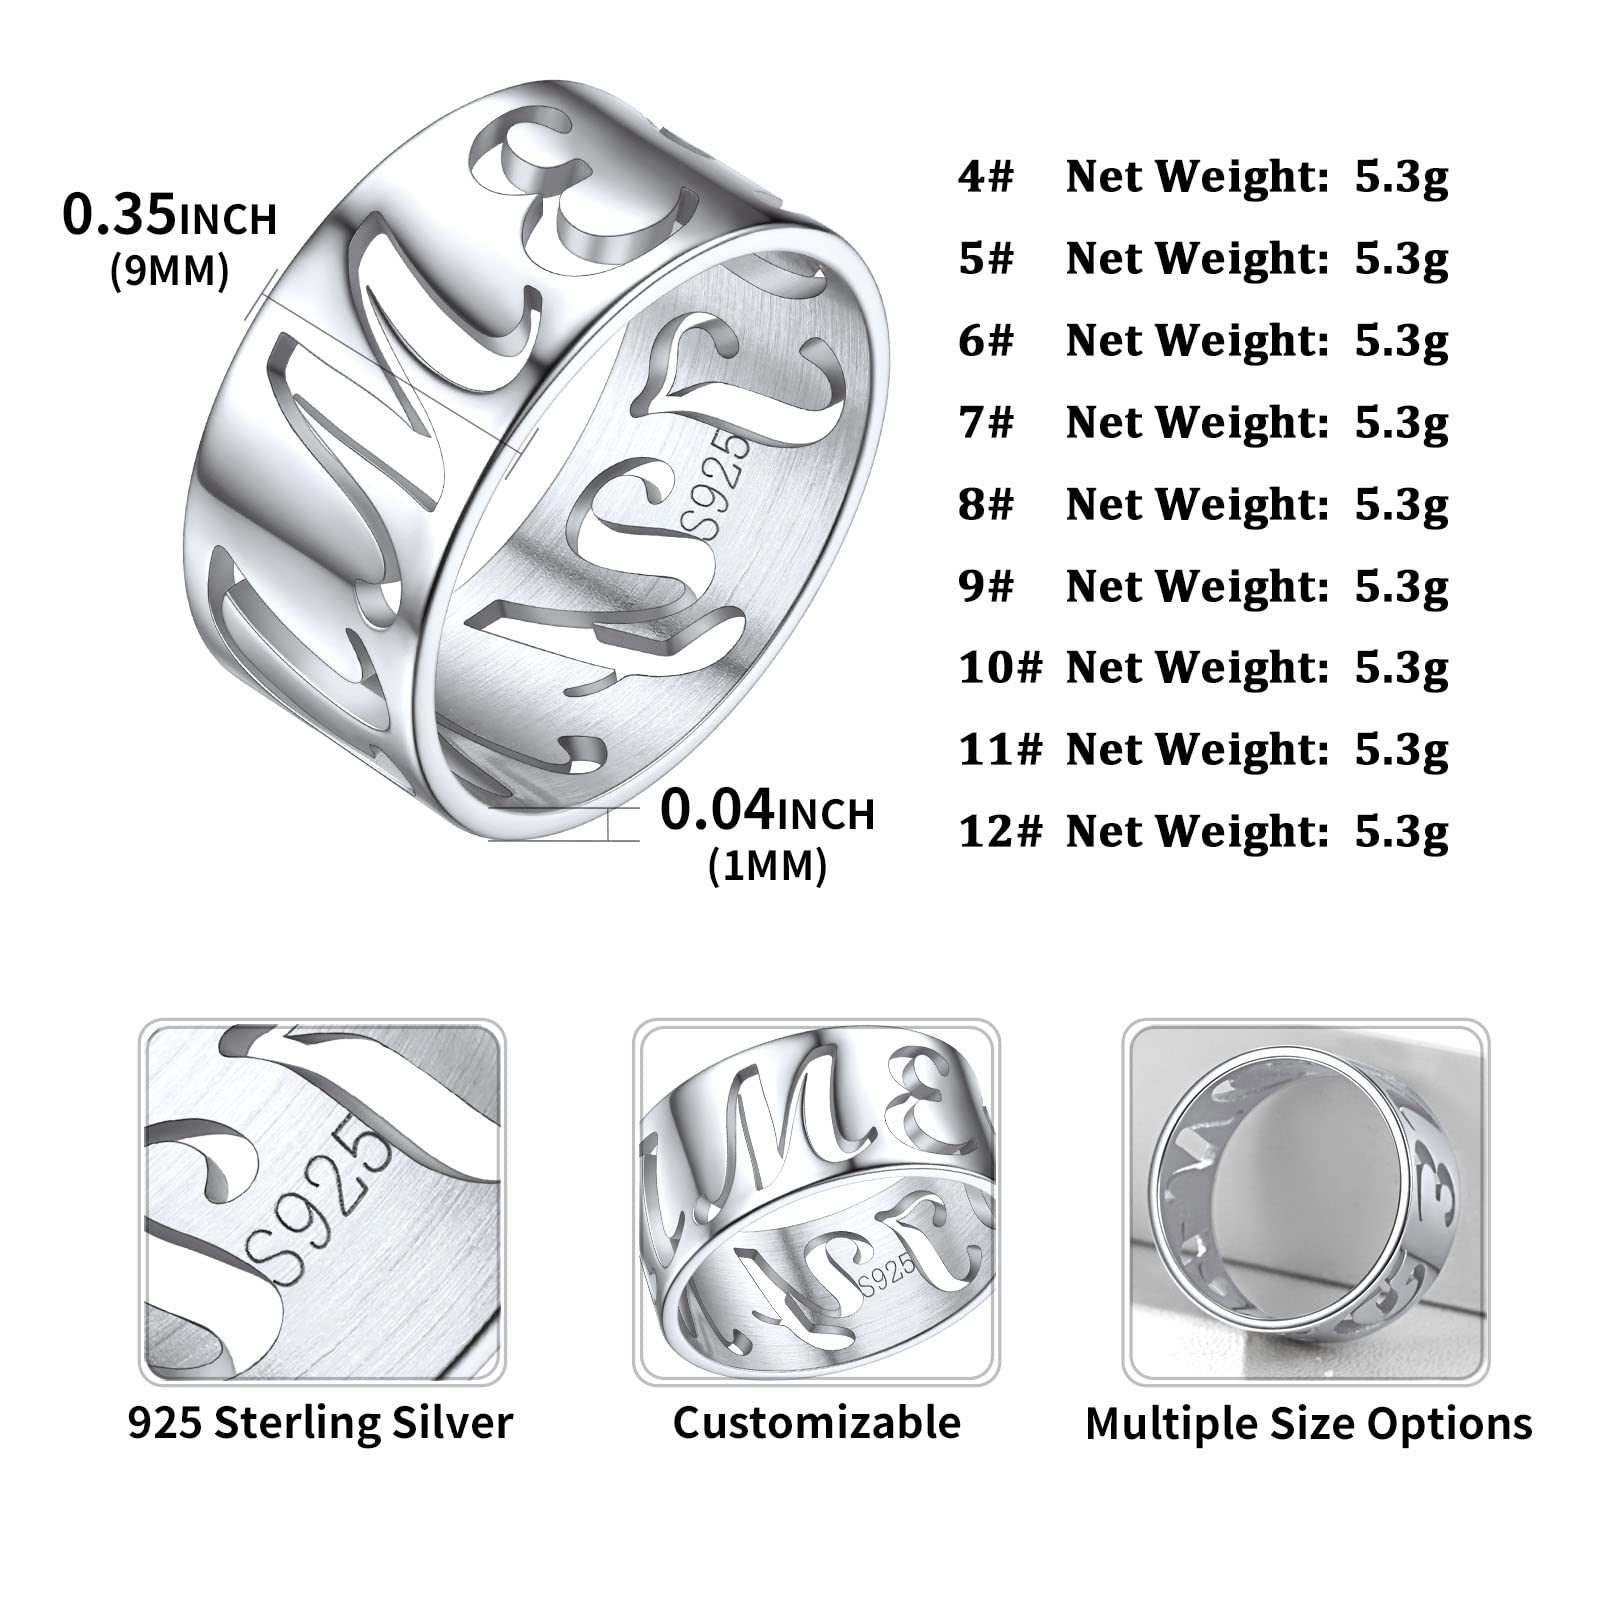 0.35INCH
(9MM)
4# Net Weight: 5.3g
5# Net Weight: 5.3g
6# Net Weight: 5.3g
7# Net Weight: 5.3g
8# Net Weight: 5.3g
9# Net Weight: 5.3g
10# Net Weight: 5.3g
11# Net Weight: 5.3g
12# Net Weight: 5.3g
S925
0.04INCH
(1MM)
S925
S925
925 Sterling Silver
Customizable
Multiple Size Options